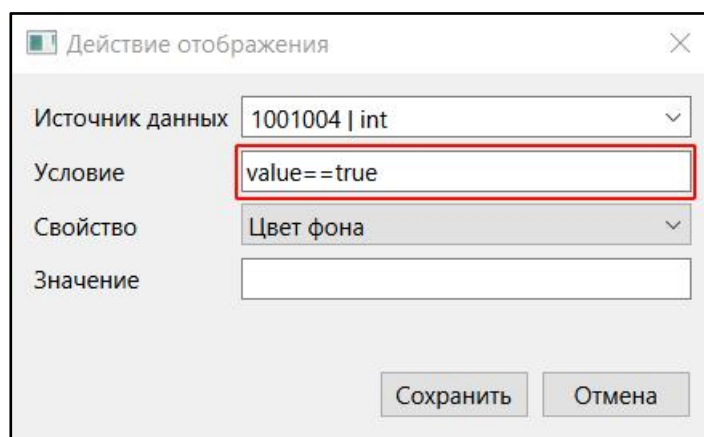 Действие отображения
Источник данных 1001004 | int
Условие value==true
Свойство Цвет фона
Значение
Сохранить Отмена